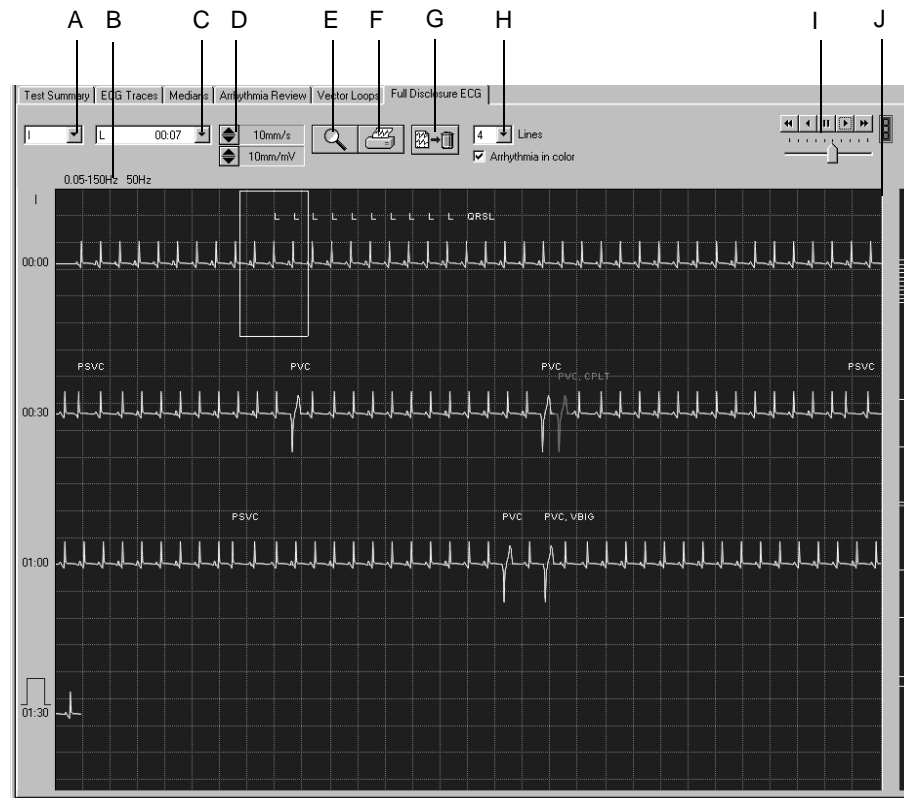 A B C D E F G H I J
Test Summary ECG Traces Medians Arrhythmia Review Vector Loops Full Disclosure ECG
I L 00:07 10mm/s 4 Lines
10mm/mV Arrhythmia in color
0.05-150Hz 50Hz
I
L L L L L L L L L L QRSL
00:00
PSVC PVC PVC PSVC
PVC, CPLT
00:30
PSVC PVC PVC, VBIG
01:00
01:30